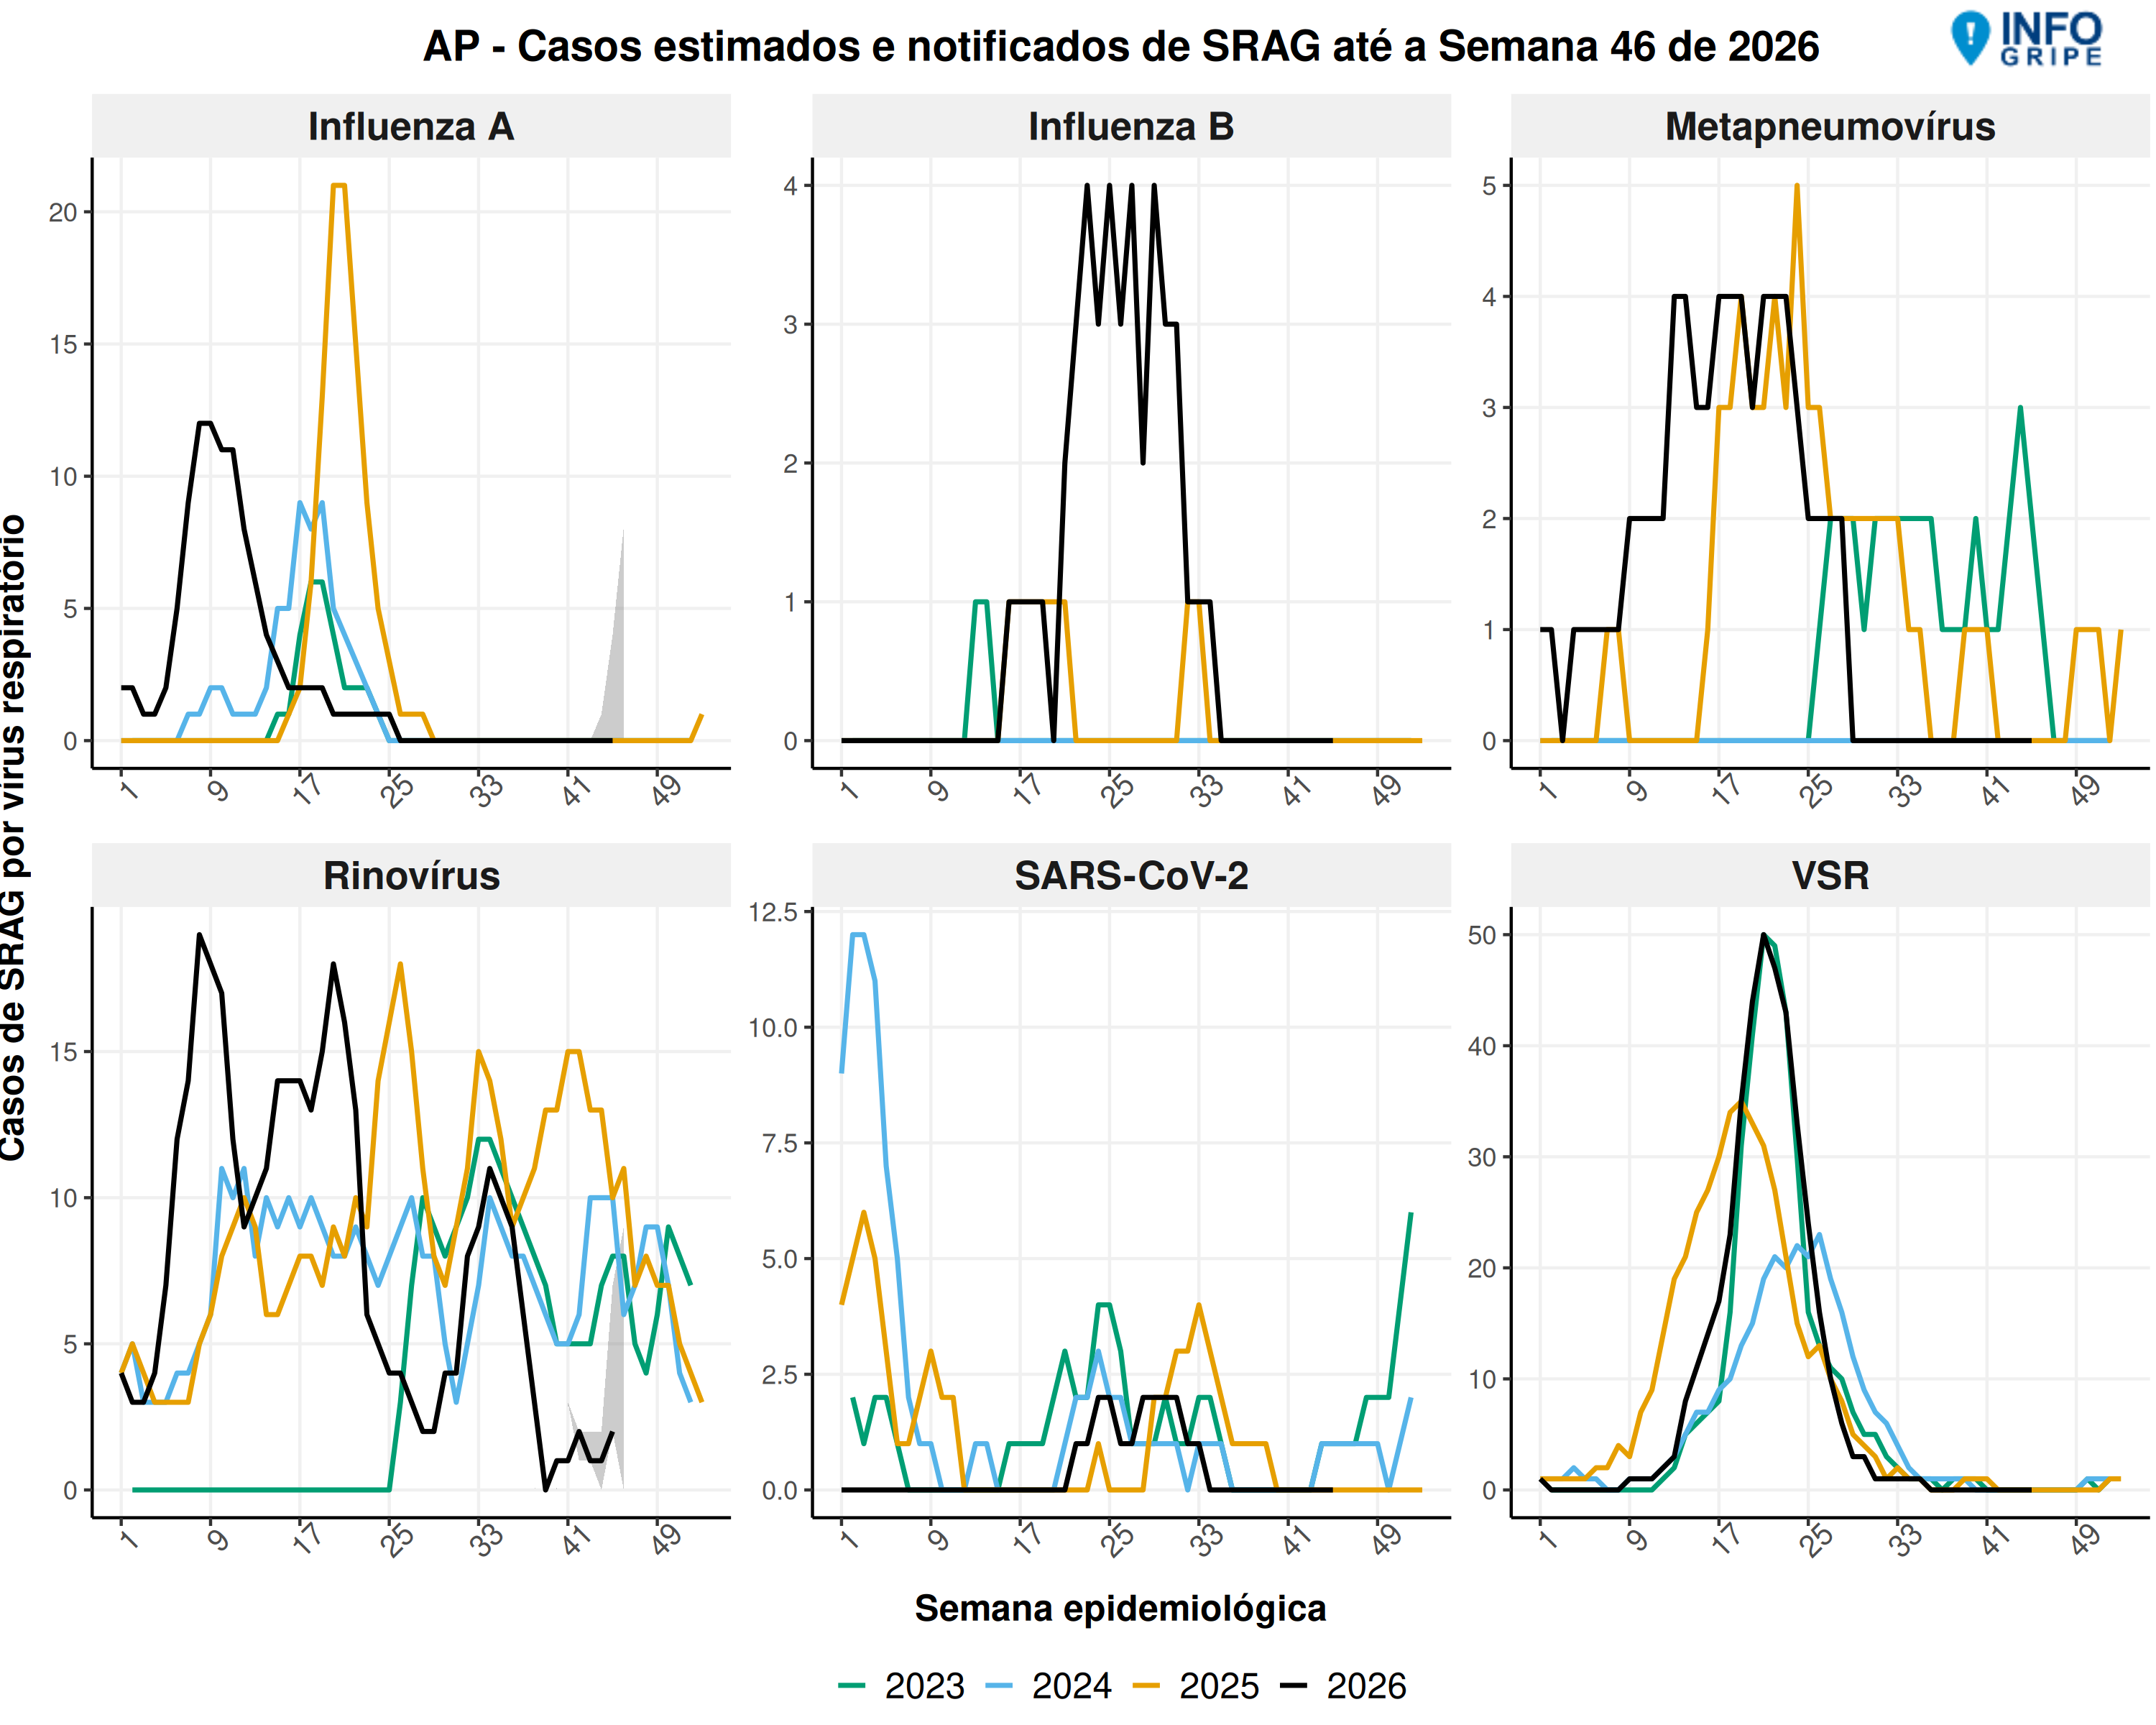 AP - Casos estimados e notificados de SRAG até a Semana 46 de 2026
INFO
GRIPE
Casos de SRAG por vírus respiratório
Influenza A
20
15
10
5
0
1 9 17 25 33 41 49
Influenza B
4
3
2
1
0
1 9 17 25 33 41 49
Metapneumovírus
5
4
3
2
1
0
1 9 17 25 33 41 49
Rinovírus
15
10
5
0
1 9 17 25 33 41 49
SARS-CoV-2
12.5
10.0
7.5
5.0
2.5
0.0
1 9 17 25 33 41 49
VSR
50
40
30
20
10
0
1 9 17 25 33 41 49
Semana epidemiológica
2023 2024 2025 2026